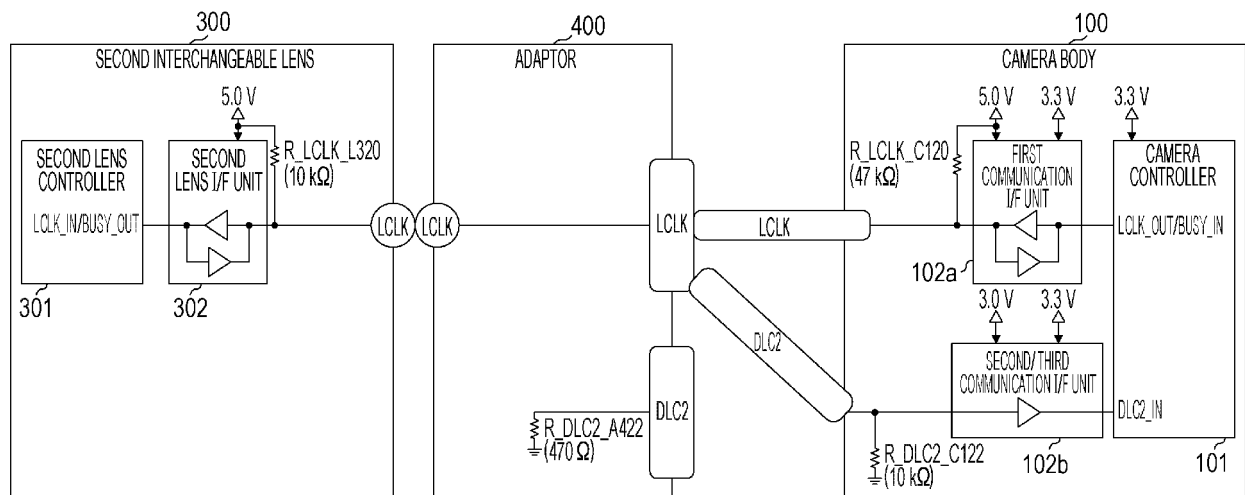 300
SECOND INTERCHANGEABLE LENS
5.0 V
R_LCLK_L320
(10 kΩ)
SECOND LENS
CONTROLLER
LCLK_IN/BUSY_OUT
301
SECOND
LENS I/F UNIT
302
LCLK
400
ADAPTOR
LCLK
LCLK
DLC2
R_DLC2_A422
(470 Ω)
LCLK
DLC2
100
CAMERA BODY
5.0 V
3.3 V
3.3 V
R_LCLK_C120
(47 kΩ)
FIRST
COMMUNICATION
I/F UNIT
102a
CAMERA
CONTROLLER
LCLK_OUT/BUSY_IN
3.0 V
3.3 V
SECOND/THIRD
COMMUNICATION I/F UNIT
DLC2_IN
R_DLC2_C122
(10 kΩ)
102b
101